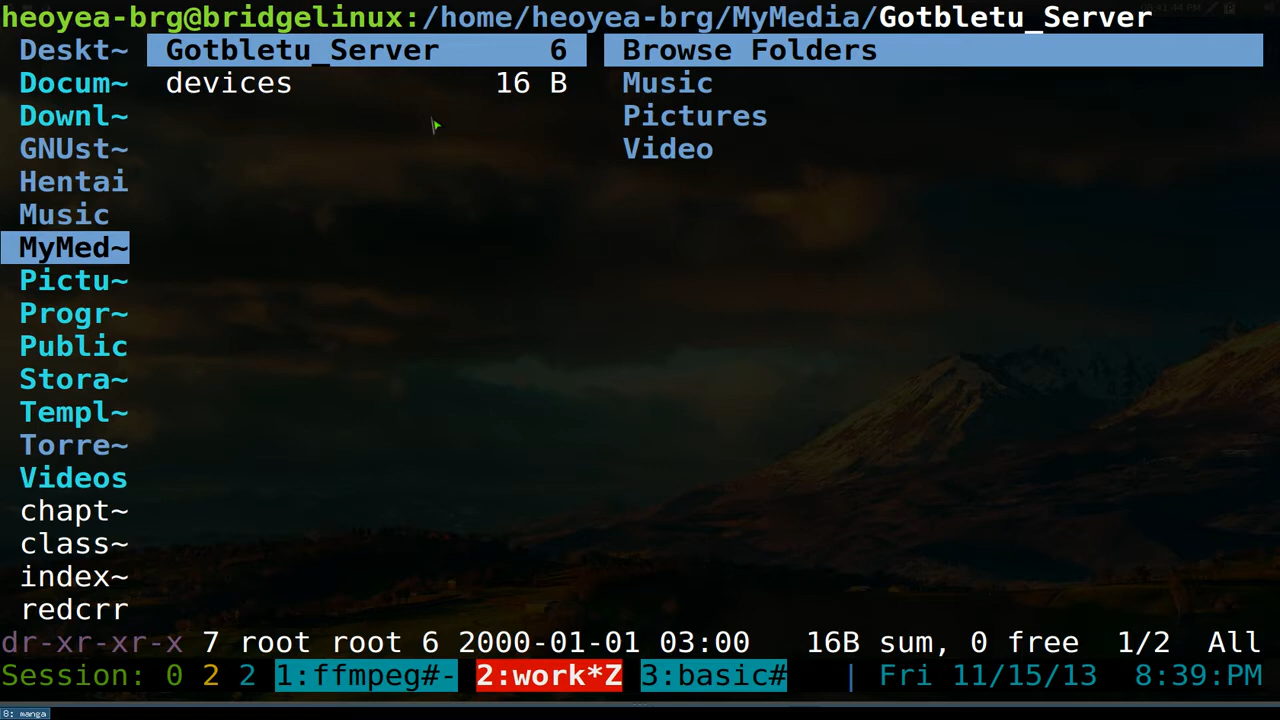 heoyea-brg@bridgelinux:/home/heoyea-brg/MyMedia/Gotbletu_Server
Deskt~ Gotbletu_Server 6 Browse Folders
Docum~ devices 16 B Music
Downl~ Pictures
GNUst~ Video
Hentai
Music
MyMed~
Pictu~
Progr~
Public
Stora~
Templ~
Torre~
Videos
chapt~
class~
index~
redcrr
dr-xr-xr-x 7 root root 6 2000-01-01 03:00 16B sum, 0 free 1/2 All
Session: 0 2 2 1:ffmpeg#- 2:work*Z 3:basic# | Fri 11/15/13 8:39:PM
8: manga